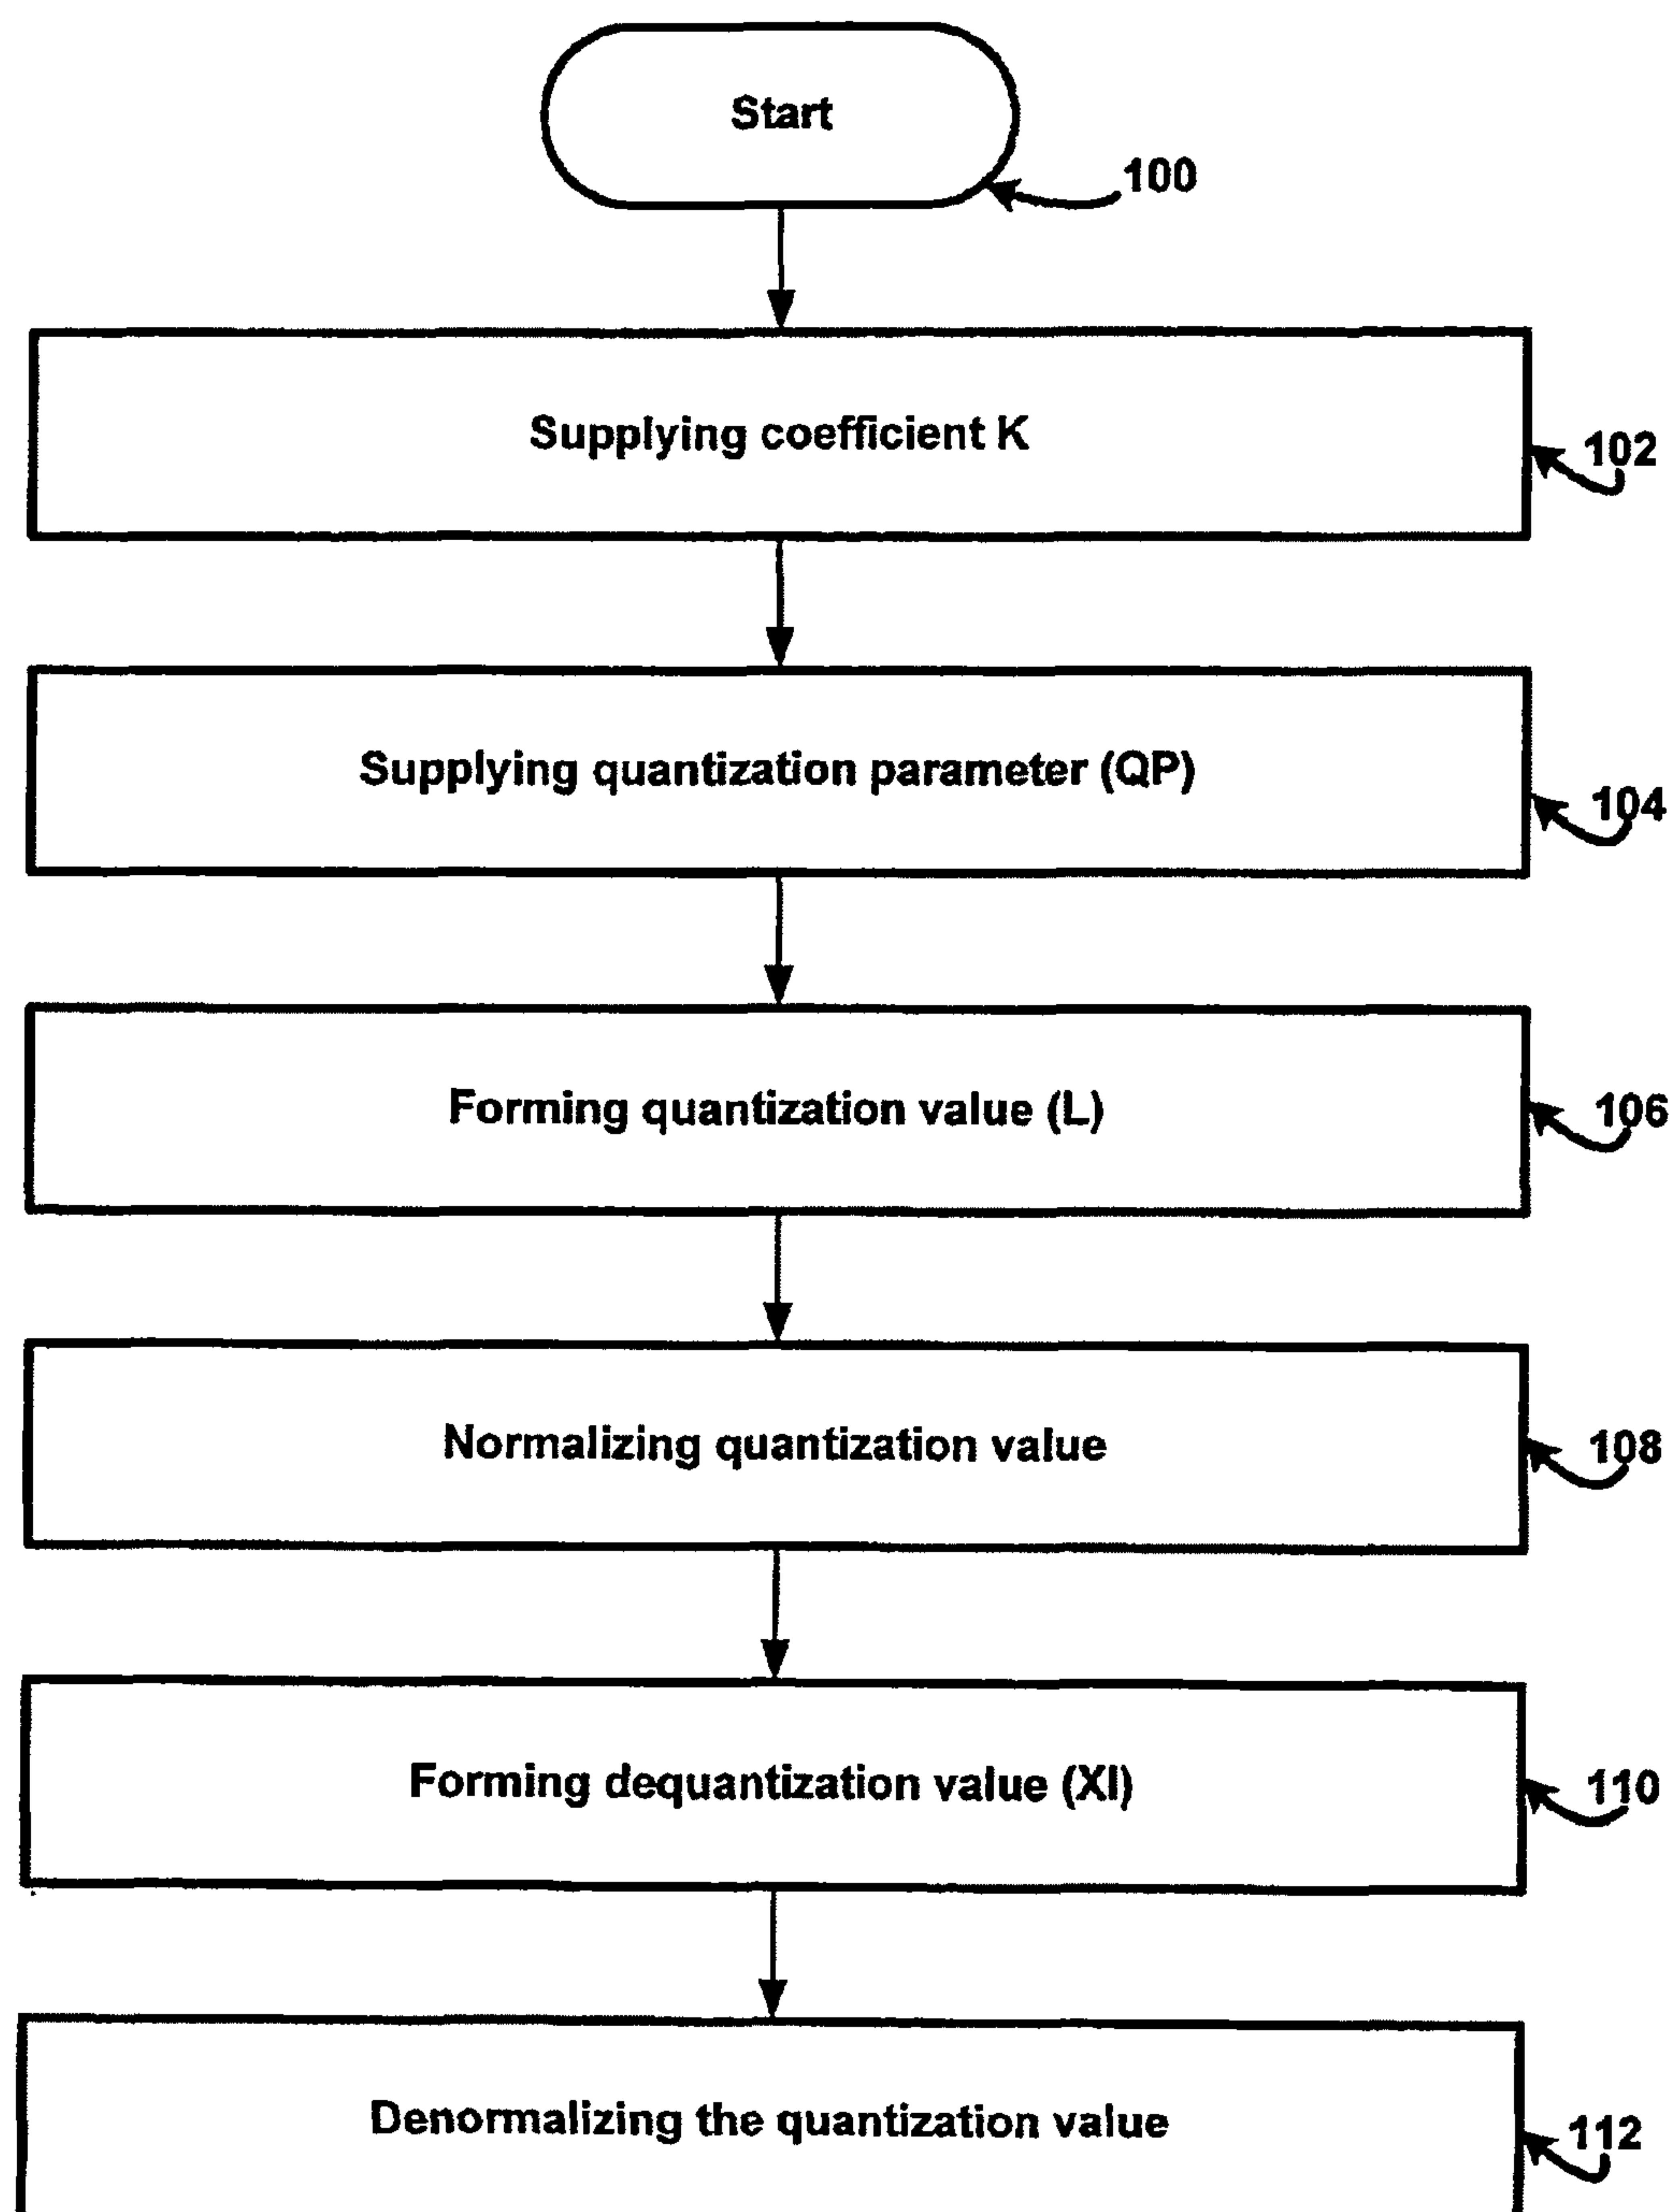 Start
100
Supplying coefficient K
102
Supplying quantization parameter (QP)
104
Forming quantization value (L)
106
Normalizing quantization value
108
Forming dequantization value (XI)
110
Denormalizing the quantization value
112